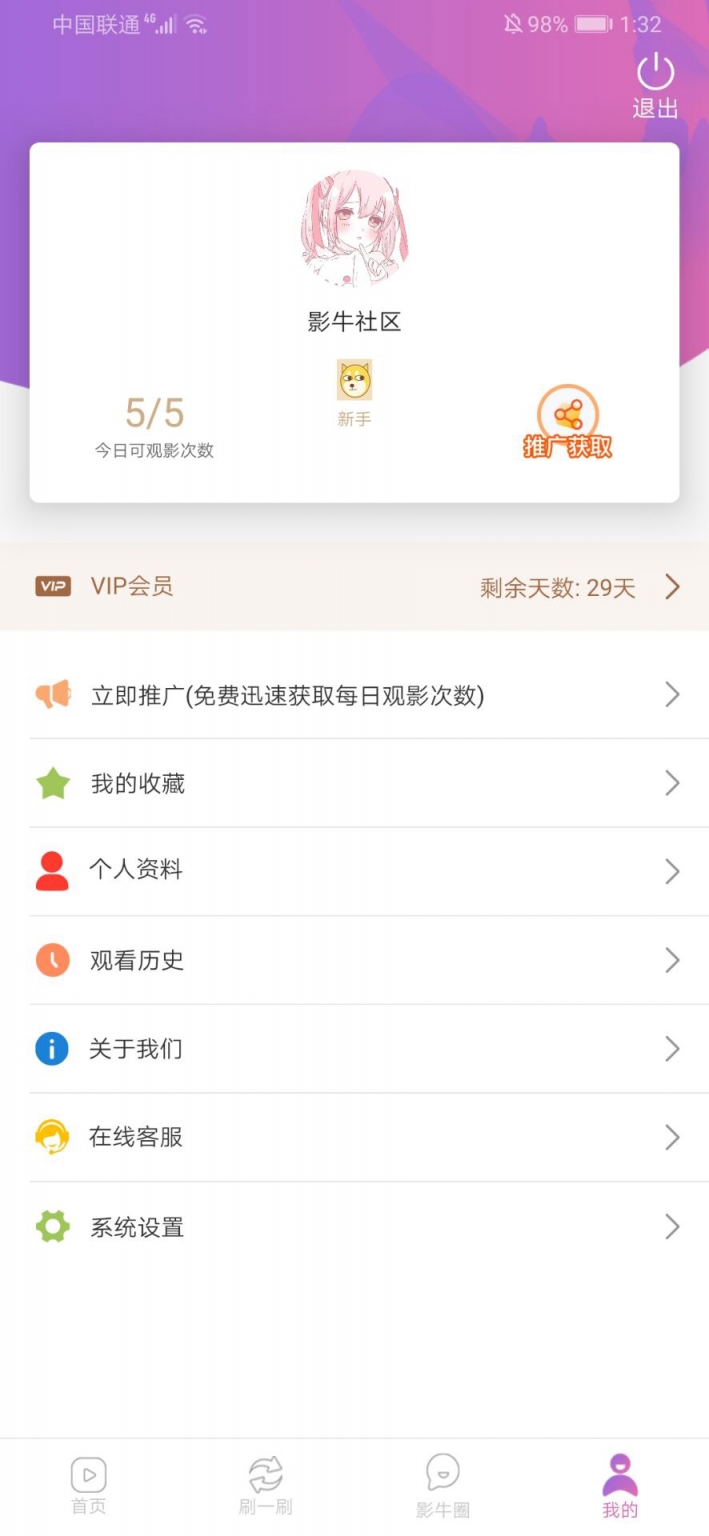 中国联通 4G 98% 1:32
退出
影牛社区
5/5
今日可观影次数
新手
推广获取
VIP VIP会员 剩余天数: 29天
立即推广(免费迅速获取每日观影次数)
我的收藏
个人资料
观看历史
关于我们
在线客服
系统设置
首页 刷一刷 影牛圈 我的